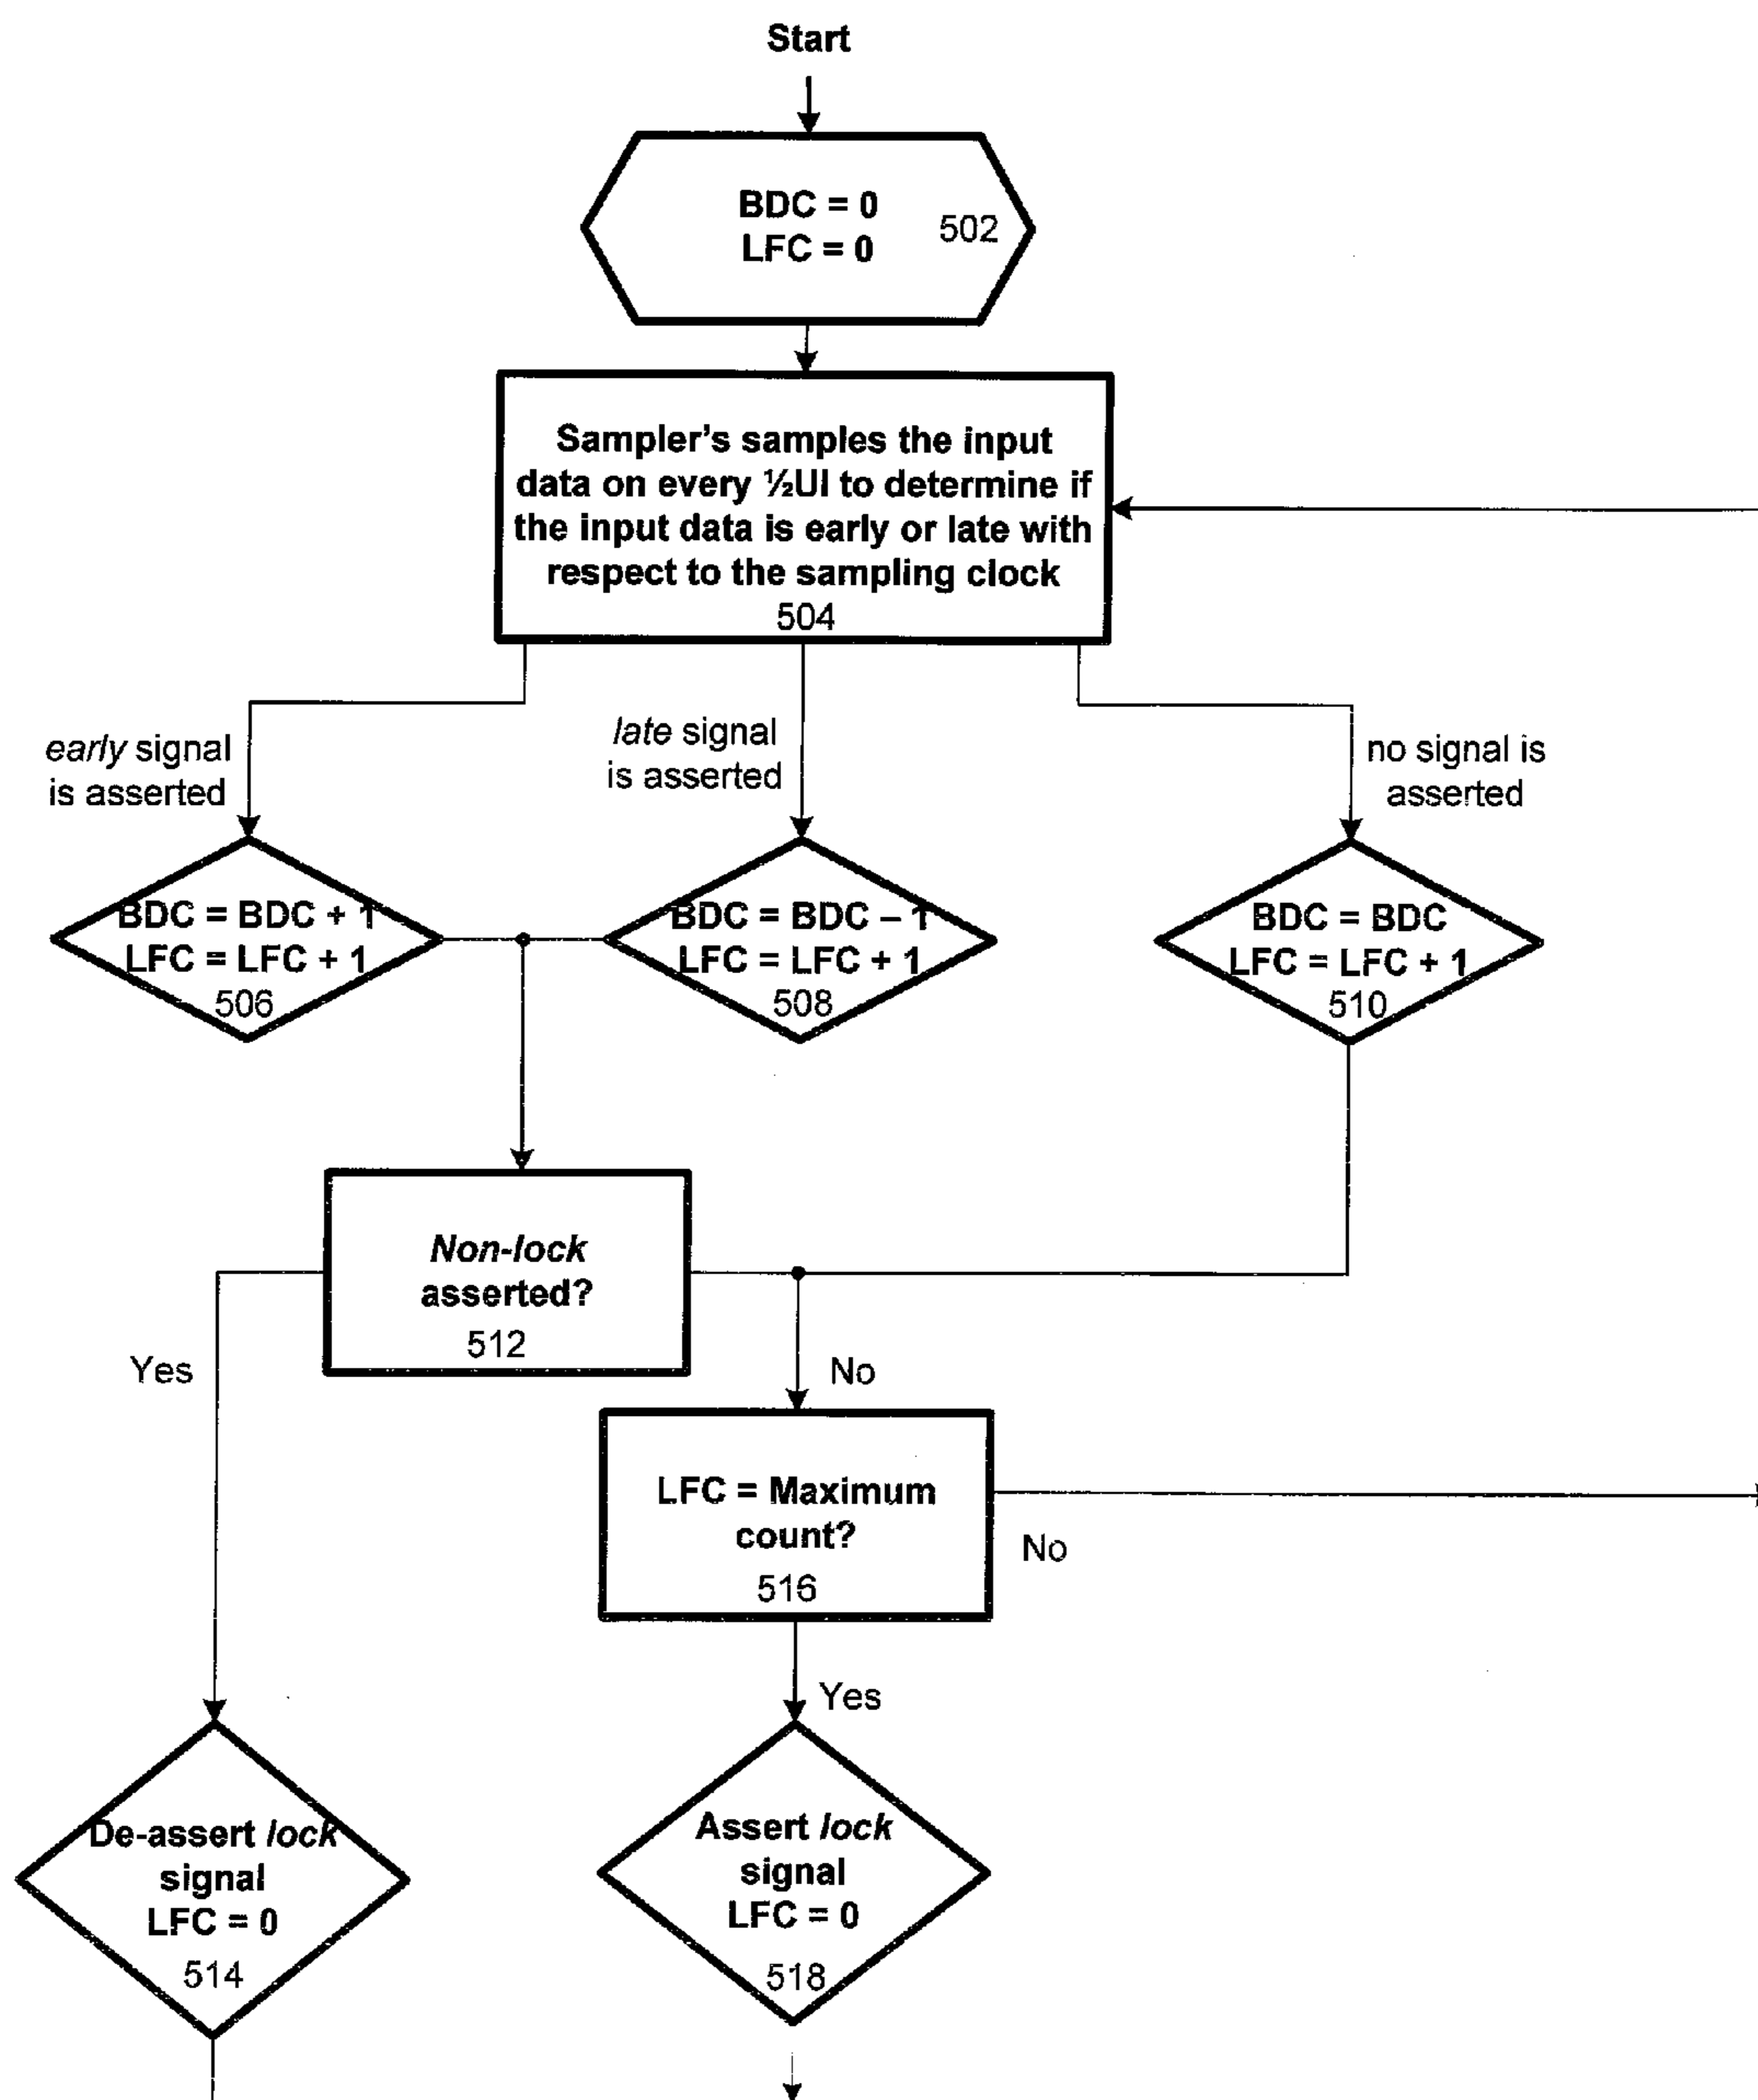 Start
BDC = 0
LFC = 0
502
Sampler's samples the input
data on every ½UI to determine if
the input data is early or late with
respect to the sampling clock
504
early signal
is asserted
late signal
is asserted
no signal is
asserted
BDC = BDC + 1
LFC = LFC + 1
506
BDC = BDC – 1
LFC = LFC + 1
508
BDC = BDC
LFC = LFC + 1
510
Non-lock
asserted?
512
Yes
No
LFC = Maximum
count?
516
No
Yes
De-assert lock
signal
LFC = 0
514
Assert lock
signal
LFC = 0
518